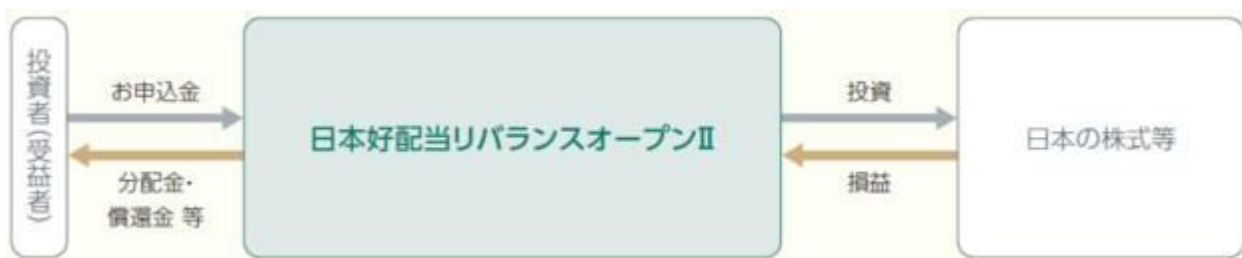 投資者(受益者)
お申込金
分配金・
償還金 等
日本好配当リバランスオープンⅡ
投資
損益
日本の株式等